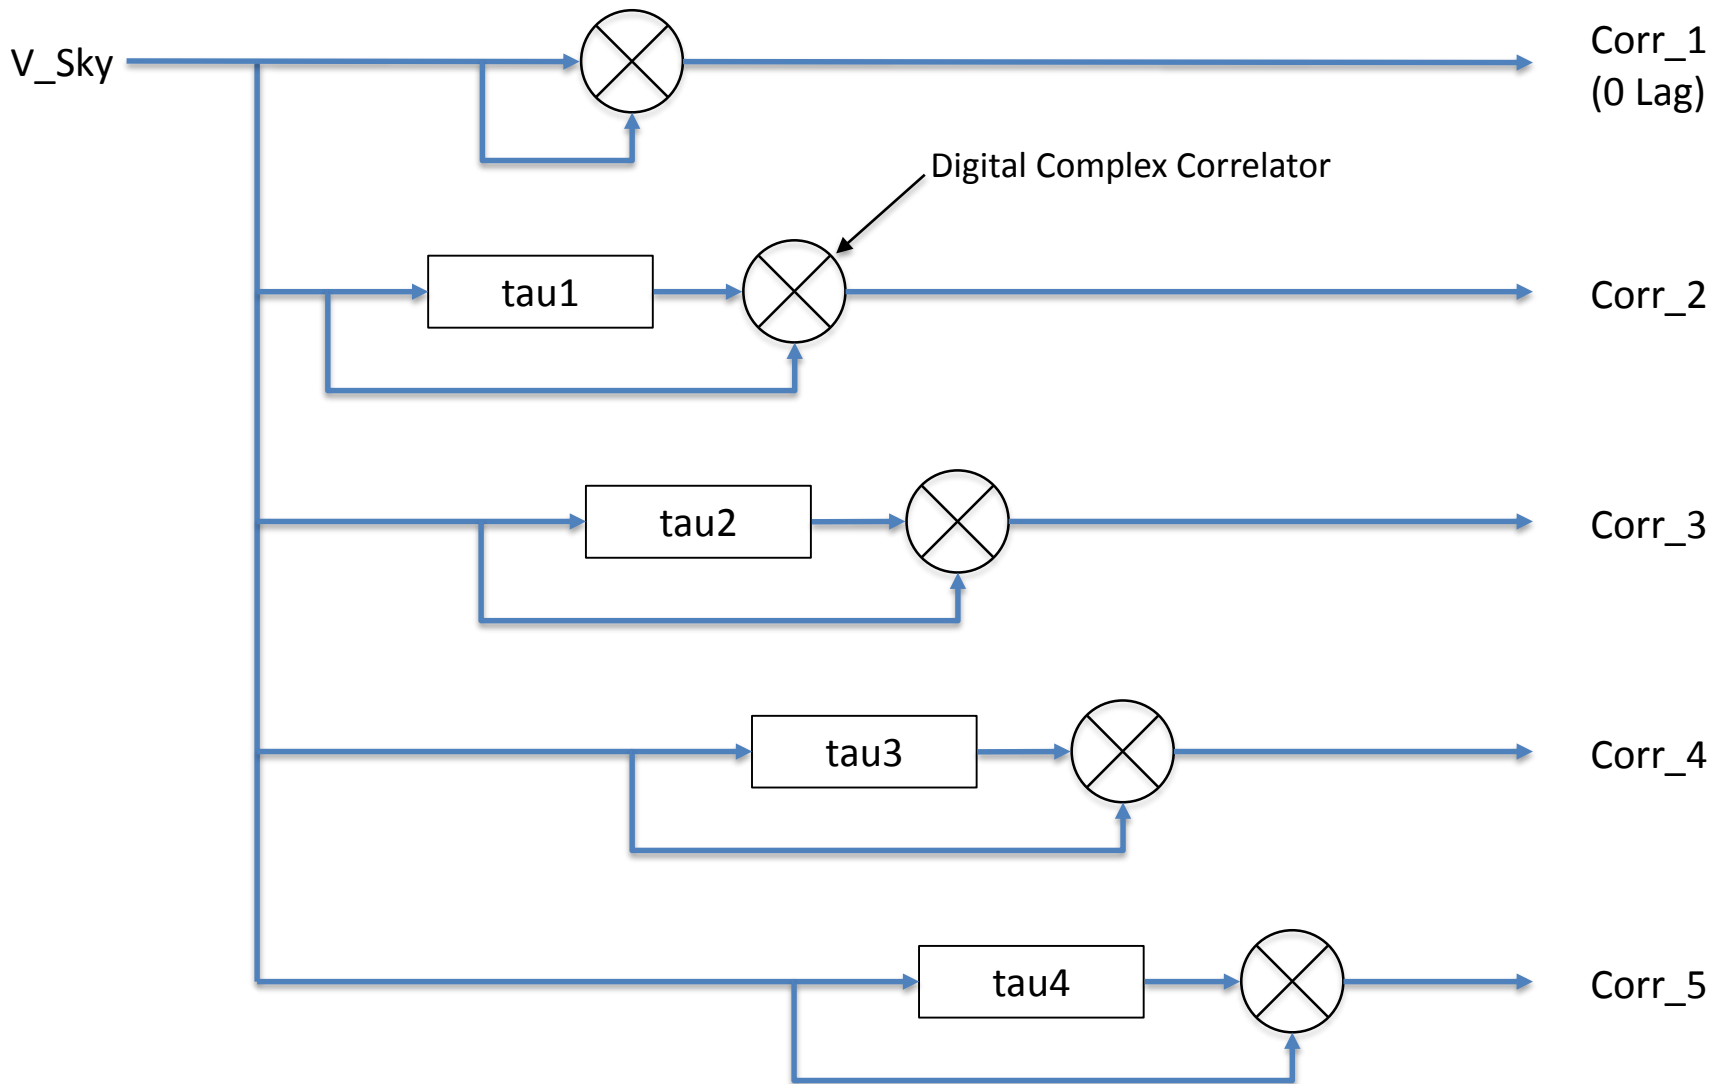 V_Sky
Corr_1
(0 Lag)
Digital Complex Correlator
tau1
Corr_2
tau2
Corr_3
tau3
Corr_4
tau4
Corr_5